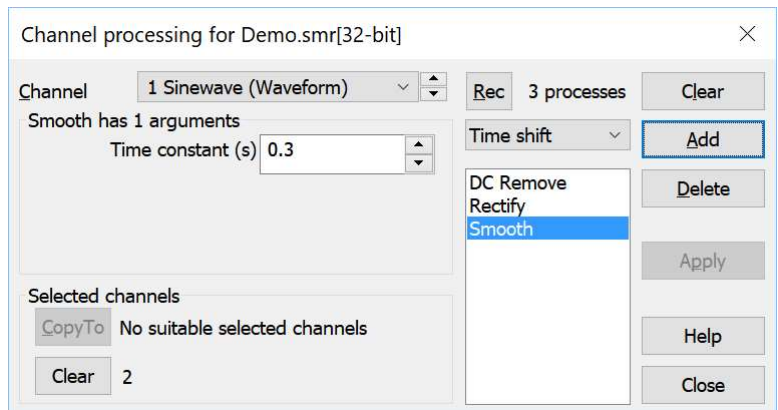 Channel processing for Demo.smr[32-bit]
Channel
1 Sinewave (Waveform)
Rec
3 processes
Clear
Smooth has 1 arguments
Time constant (s)
0.3
Time shift
Add
DC Remove
Rectify
Smooth
Delete
Apply
Selected channels
CopyTo
No suitable selected channels
Clear
2
Help
Close